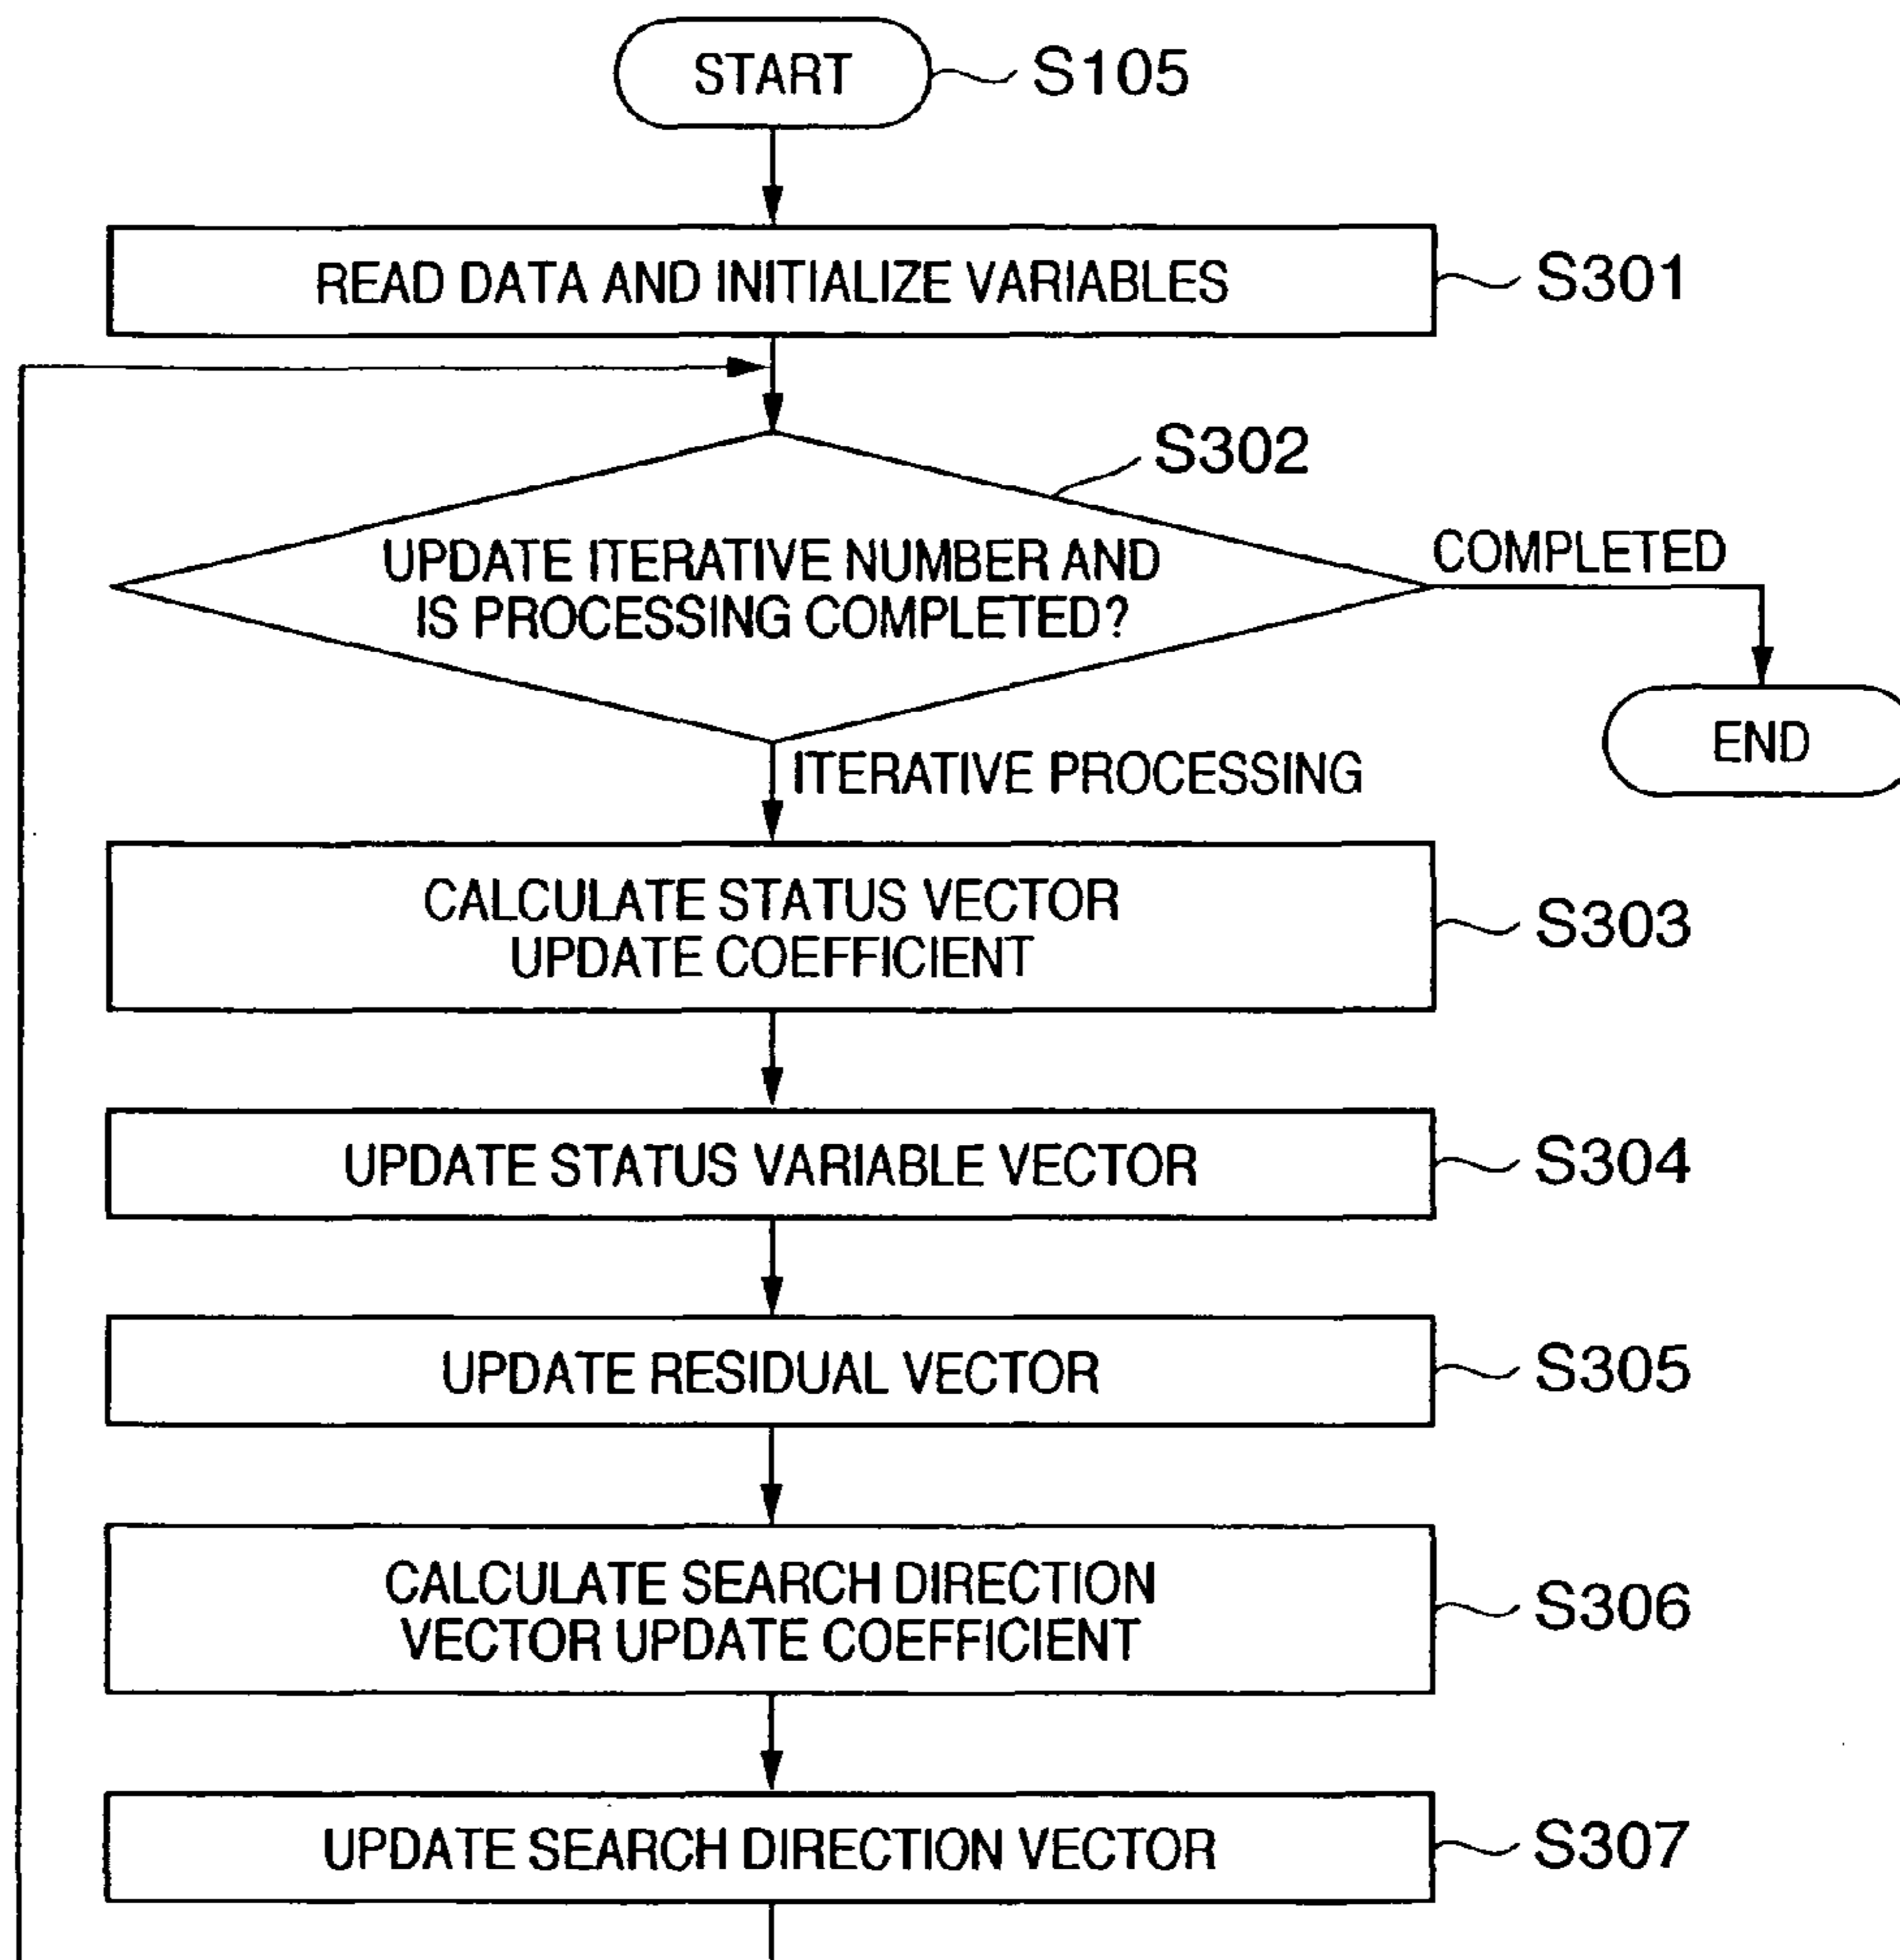 START
S105
READ DATA AND INITIALIZE VARIABLES
S301
S302
UPDATE ITERATIVE NUMBER AND
IS PROCESSING COMPLETED?
COMPLETED
END
ITERATIVE PROCESSING
CALCULATE STATUS VECTOR
UPDATE COEFFICIENT
S303
UPDATE STATUS VARIABLE VECTOR
S304
UPDATE RESIDUAL VECTOR
S305
CALCULATE SEARCH DIRECTION
VECTOR UPDATE COEFFICIENT
S306
UPDATE SEARCH DIRECTION VECTOR
S307